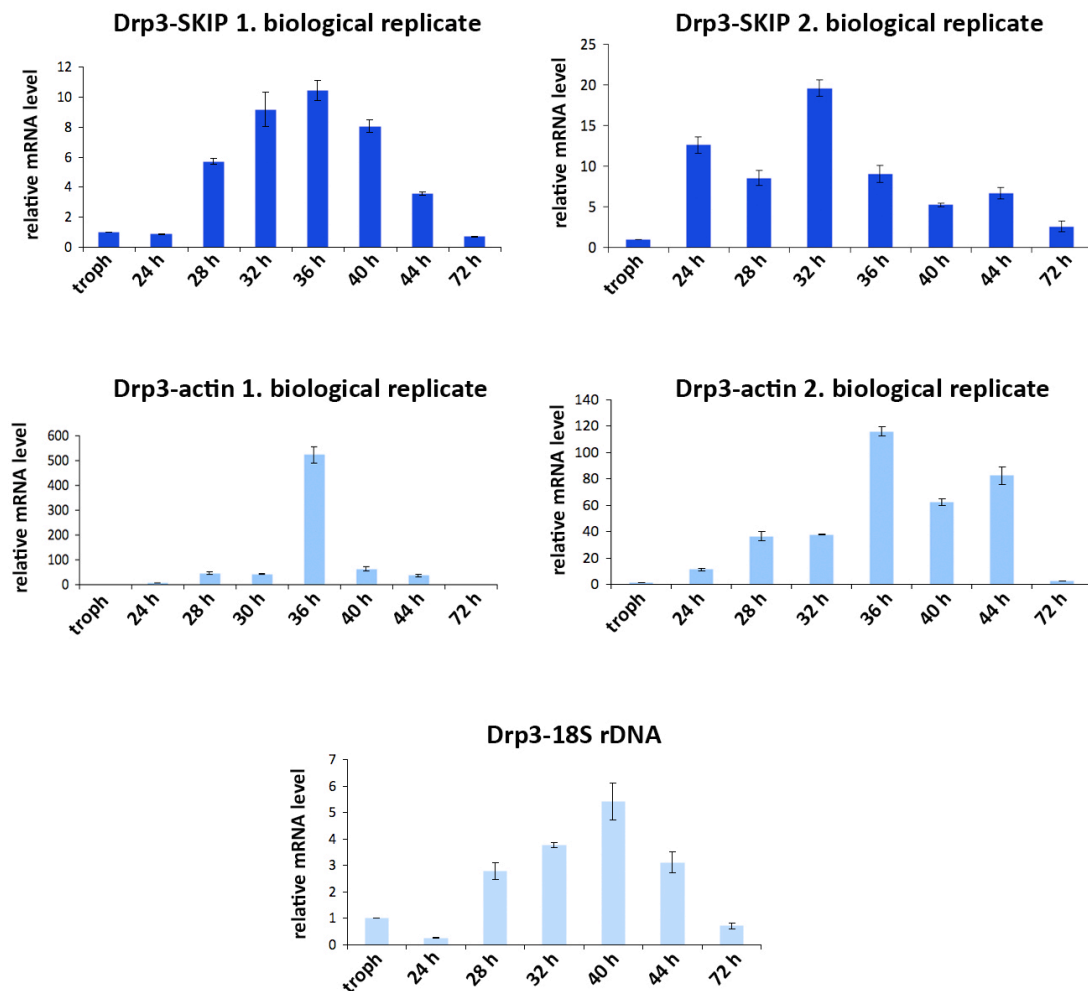 Drp3-SKIP 1. biological replicate
relative mRNA level
12
10
8
6
4
2
0
troph
24 h
28 h
32 h
36 h
40 h
44 h
72 h
Drp3-SKIP 2. biological replicate
relative mRNA level
25
20
15
10
5
0
troph
24 h
28 h
32 h
36 h
40 h
44 h
72 h
Drp3-actin 1. biological replicate
relative mRNA level
600
500
400
300
200
100
0
troph
24 h
28 h
30 h
36 h
40 h
44 h
72 h
Drp3-actin 2. biological replicate
relative mRNA level
140
120
100
80
60
40
20
0
troph
24 h
28 h
32 h
36 h
40 h
44 h
72 h
Drp3-18S rDNA
relative mRNA level
7
6
5
4
3
2
1
0
troph
24 h
28 h
32 h
40 h
44 h
72 h